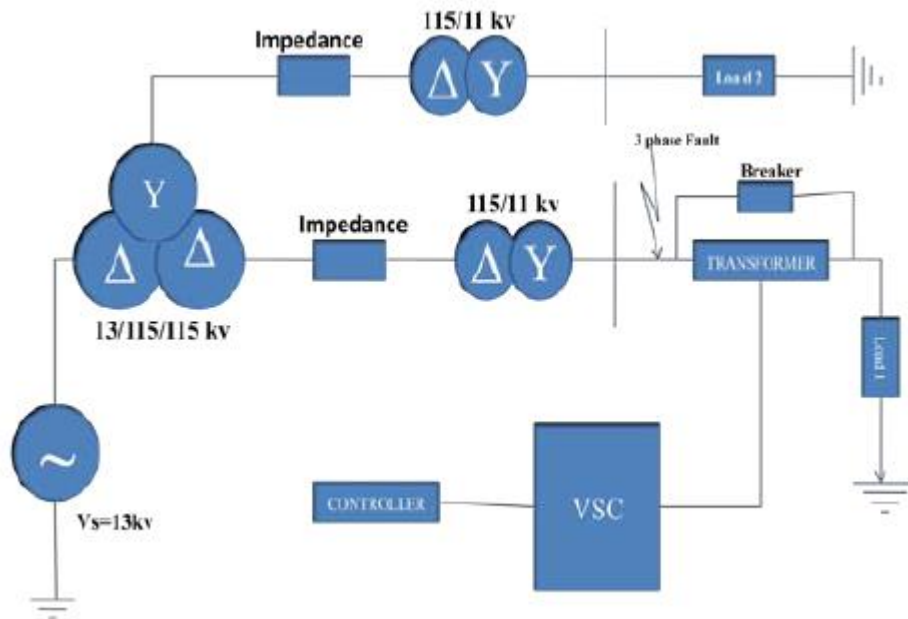 115/11 kv
Impedance
Δ Y
Load 2
3 phase Fault
Breaker
Y
115/11 kv
Impedance
Δ Δ
Δ Y
TRANSFORMER
13/115/115 kv
Load 1
~
CONTROLLER
VSC
Vs=13kv